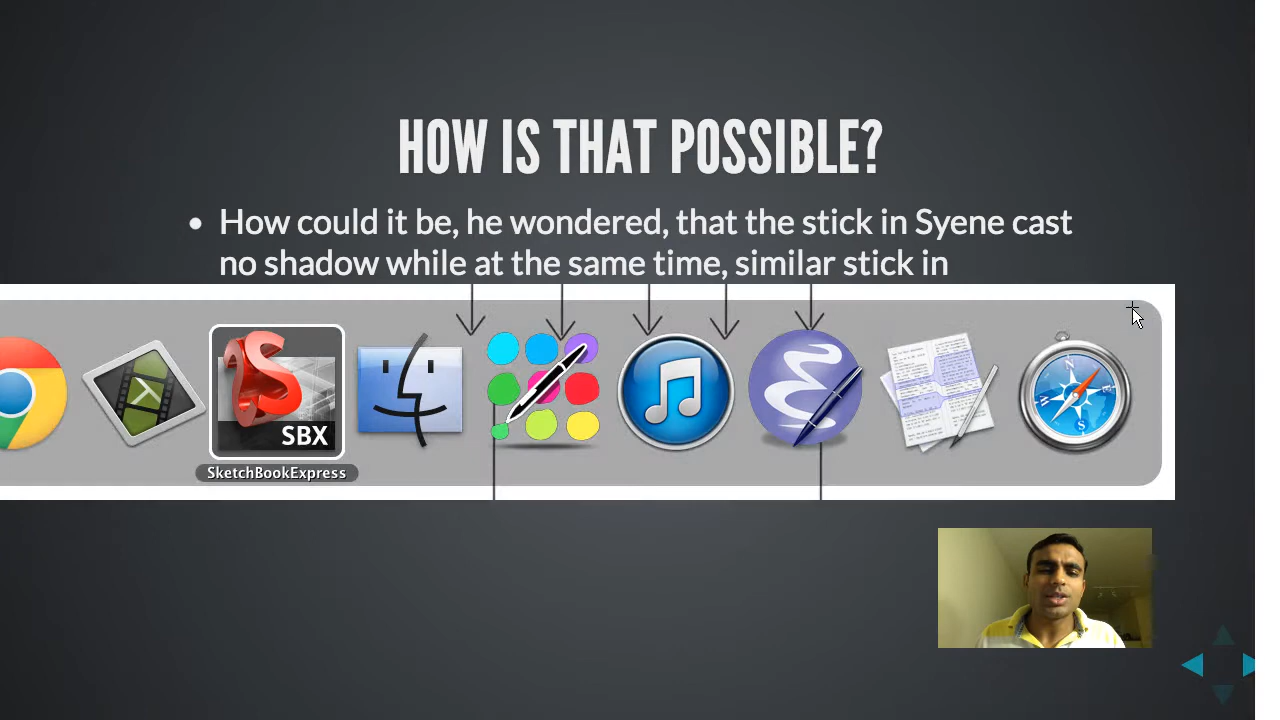 HOW IS THAT POSSIBLE?
• How could it be, he wondered, that the stick in Syene cast
no shadow while at the same time, similar stick in
SBX
SketchBookExpress
N
W
E
S